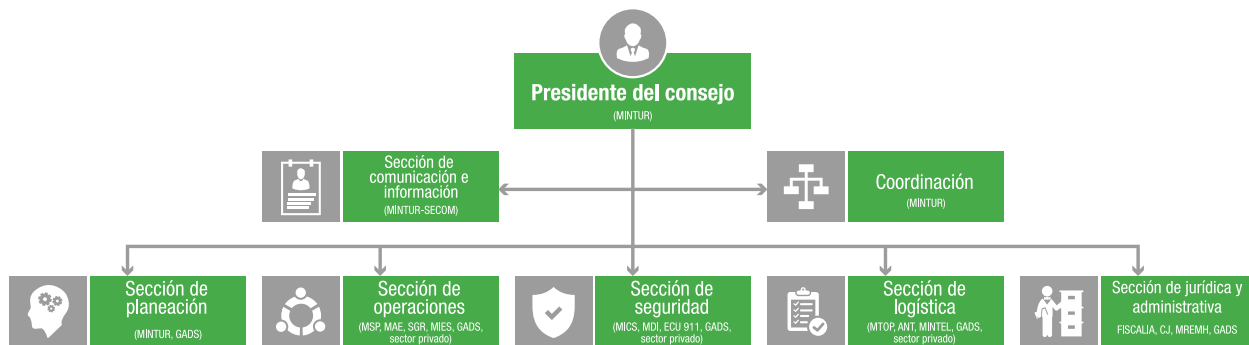 Presidente del consejo
(MINTUR)
Sección de
comunicación e
información
(MINTUR-SECOM)
Coordinación
(MINTUR)
Sección de
planeación
(MINTUR, GADS)
Sección de
operaciones
(MSP, MAE, SGR, MIES, GADS,
sector privado)
Sección de
seguridad
(MICS, MDI, ECU 911, GADS,
sector privado)
Sección de
logística
(MTOP, ANT, MINTEL, GADS,
sector privado)
Sección de jurídica y
administrativa
FISCALIA, CJ, MREMH, GADS